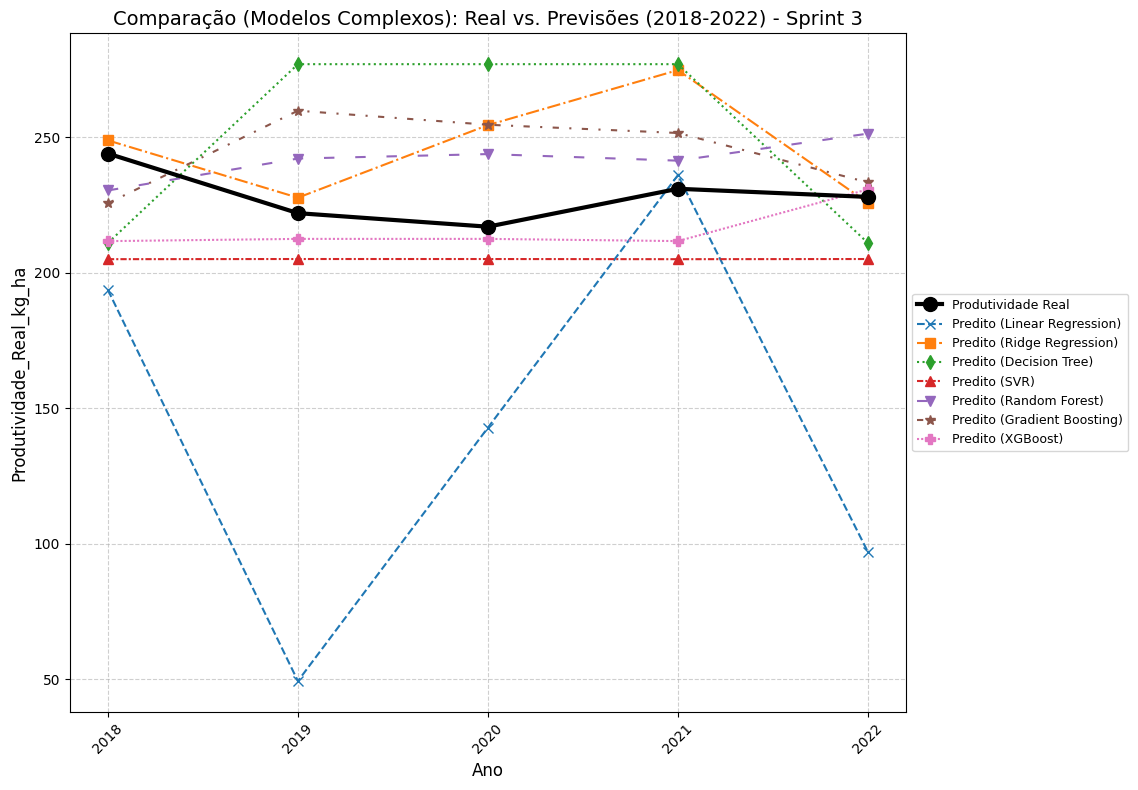 Comparação (Modelos Complexos): Real vs. Previsões (2018-2022) - Sprint 3
Produtividade_Real_kg_ha
250
200
150
100
50
2018
2019
2020
2021
2022
Ano
Produtividade Real
Predito (Linear Regression)
Predito (Ridge Regression)
Predito (Decision Tree)
Predito (SVR)
Predito (Random Forest)
Predito (Gradient Boosting)
Predito (XGBoost)